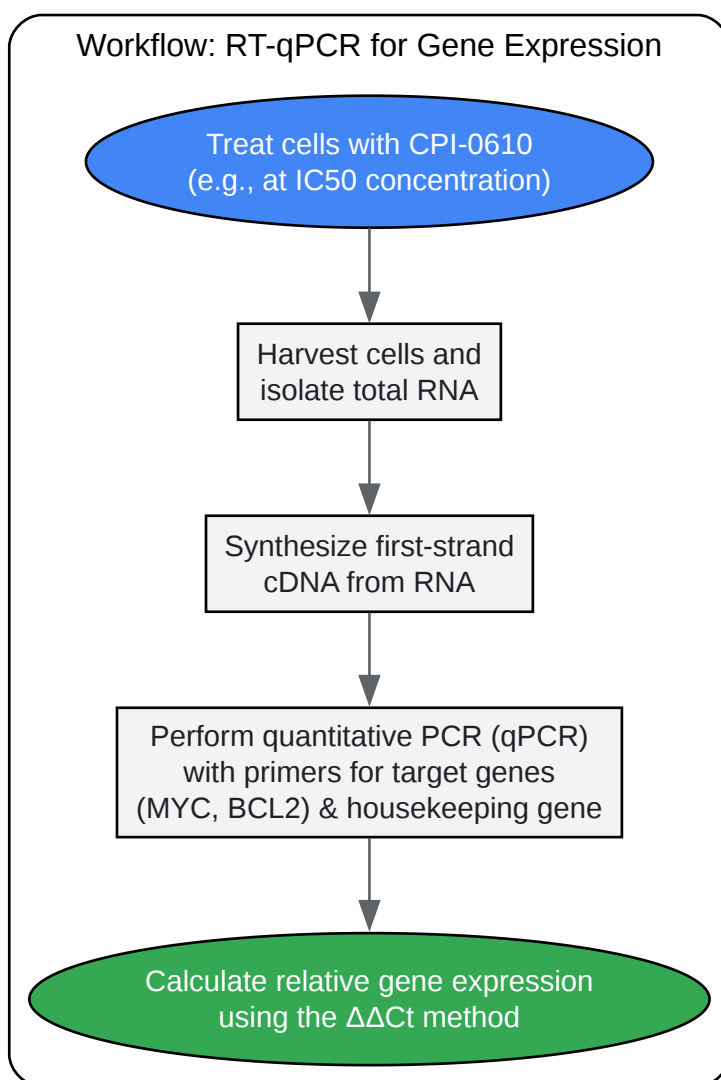 Workflow: RT-qPCR for Gene Expression
Treat cells with CPI-0610
(e.g., at IC50 concentration)
Harvest cells and
isolate total RNA
Synthesize first-strand
cDNA from RNA
Perform quantitative PCR (qPCR)
with primers for target genes
(MYC, BCL2) & housekeeping gene
Calculate relative gene expression
using the ΔΔCt method